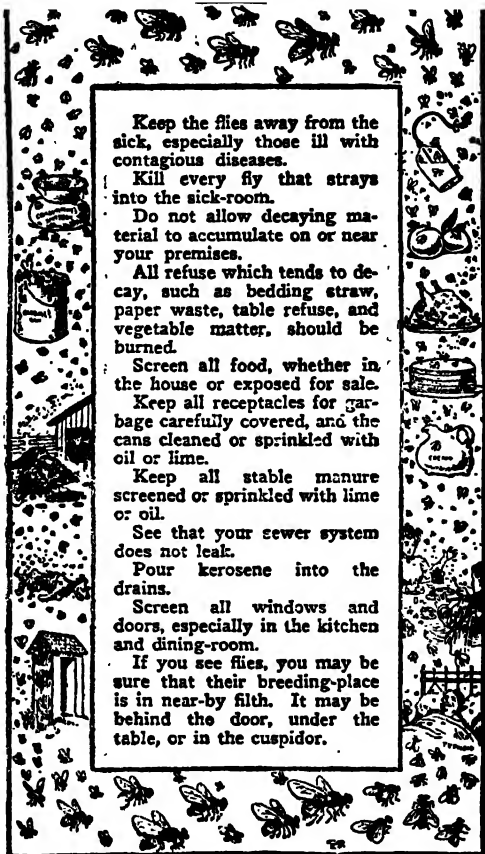 Keep the flies away from the
sick, especially those ill with
contagious diseases.
Kill every fly that strays
into the sick-room.
Do not allow decaying ma-
terial to accumulate on or near
your premises.
All refuse which tends to de-
cay, such as bedding straw,
paper waste, table refuse, and
vegetable matter, should be
burned.
Screen all food, whether in
the house or exposed for sale.
Keep all receptacles for gar-
bage carefully covered, and the
cans cleaned or sprinkled with
oil or lime.
Keep all stable manure
screened or sprinkled with lime
or oil.
See that your sewer system
does not leak.
Pour kerosene into the
drains.
Screen all windows and
doors, especially in the kitchen
and dining-room.
If you see flies, you may be
sure that their breeding-place
is in near-by filth. It may be
behind the door, under the
table, or in the cuspidor.